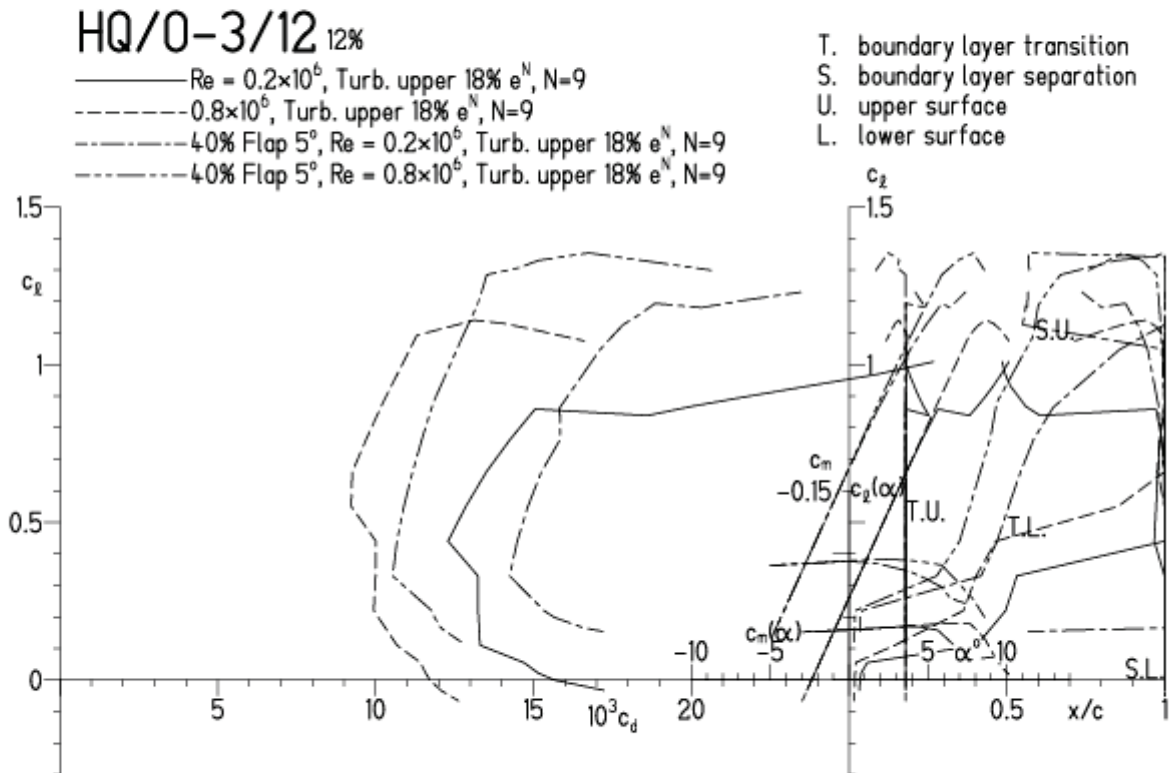 HQ/0-3/12 12%
Re = 0.2×10⁶, Turb. upper 18% eᴺ, N=9
0.8×10⁶, Turb. upper 18% eᴺ, N=9
40% Flap 5°, Re = 0.2×10⁶, Turb. upper 18% eᴺ, N=9
40% Flap 5°, Re = 0.8×10⁶, Turb. upper 18% eᴺ, N=9
T. boundary layer transition
S. boundary layer separation
U. upper surface
L. lower surface
cℓ
1.5 1.5
cℓ
S.U.
1 1
cm
-0.15 cℓ(α)
0.5 T.U. T.L.
cm(α)
-10 -5 5 α° 10
0 S.L.
5 10 15 10³cd 20 0.5 x/c 1